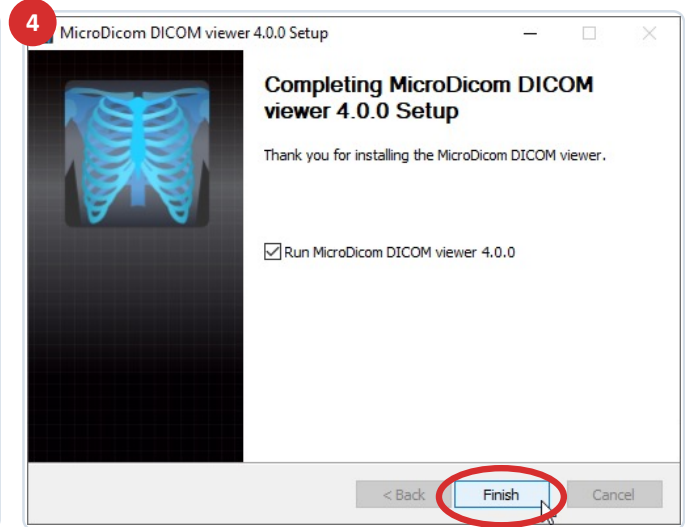 4
MicroDicom DICOM viewer 4.0.0 Setup
Completing MicroDicom DICOM
viewer 4.0.0 Setup
Thank you for installing the MicroDicom DICOM viewer.
Run MicroDicom DICOM viewer 4.0.0
< Back Finish Cancel